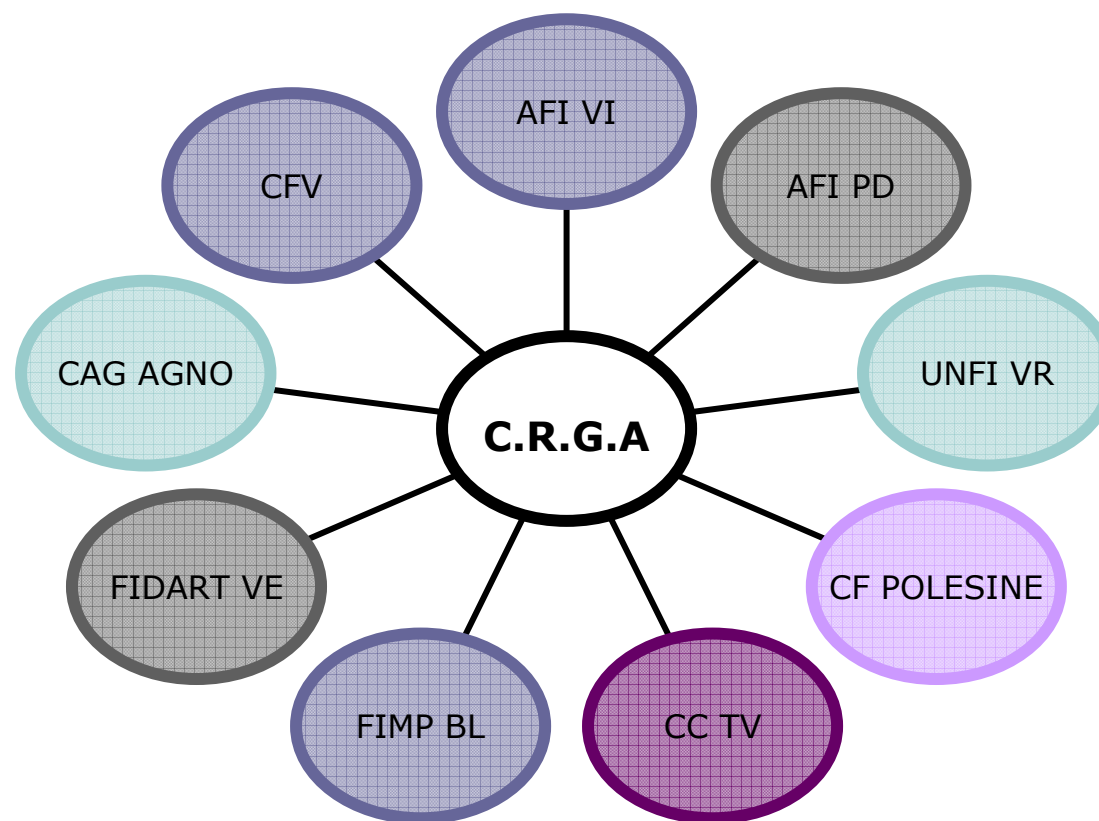 AFI VI
CFV
AFI PD
CAG AGNO
UNFI VR
C.R.G.A
FIDART VE
CF POLESINE
FIMP BL
CC TV